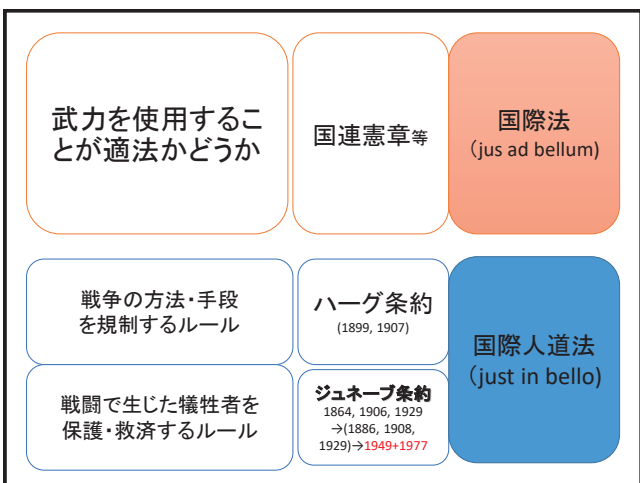 武力を使用するこ
とが適法かどうか
国連憲章等
国際法
(jus ad bellum)
戦争の方法・手段
を規制するルール
ハーグ条約
(1899, 1907)
国際人道法
(just in bello)
戦闘で生じた犠牲者を
保護・救済するルール
ジュネーブ条約
1864, 1906, 1929
→(1886, 1908,
1929)→1949+1977